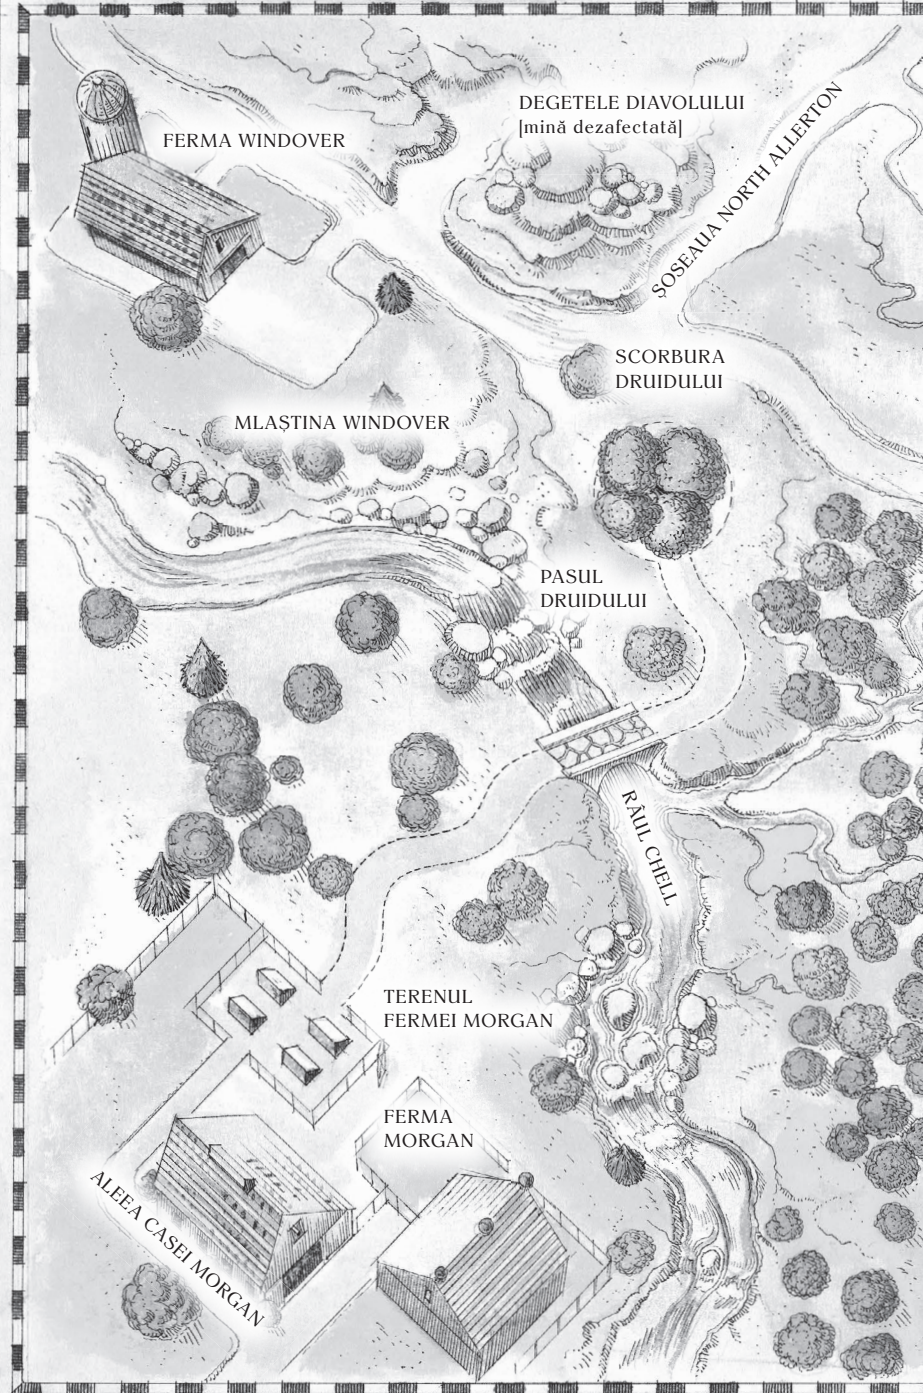 DEGETELE DIAVOLULUI
[mină dezafectată]
FERMA WINDOVER
ȘOSEAUA NORTH ALLERTON
SCORBURA
DRUIDULUI
MLAȘTINA WINDOVER
PASUL
DRUIDULUI
RÂUL CHELL
TERENUL
FERMEI MORGAN
FERMA
MORGAN
ALEEA CASEI MORGAN